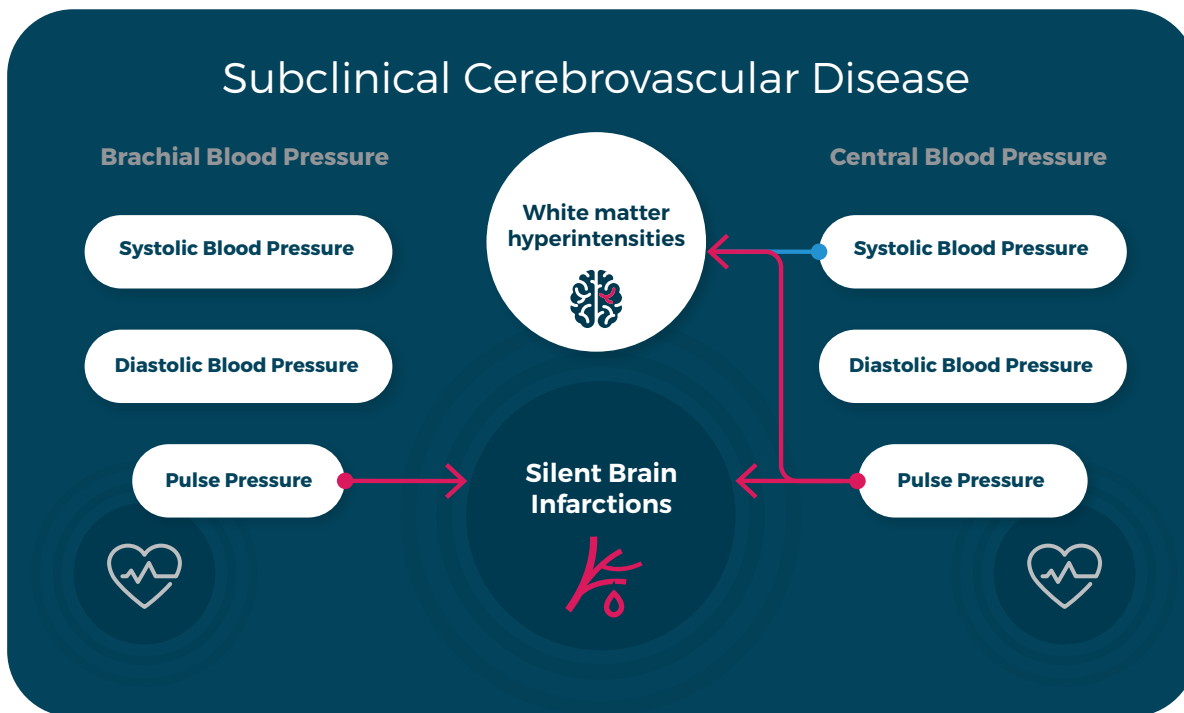 Subclinical Cerebrovascular Disease
Brachial Blood Pressure
Systolic Blood Pressure
Diastolic Blood Pressure
Pulse Pressure
White matter
hyperintensities
Silent Brain
Infarctions
Central Blood Pressure
Systolic Blood Pressure
Diastolic Blood Pressure
Pulse Pressure